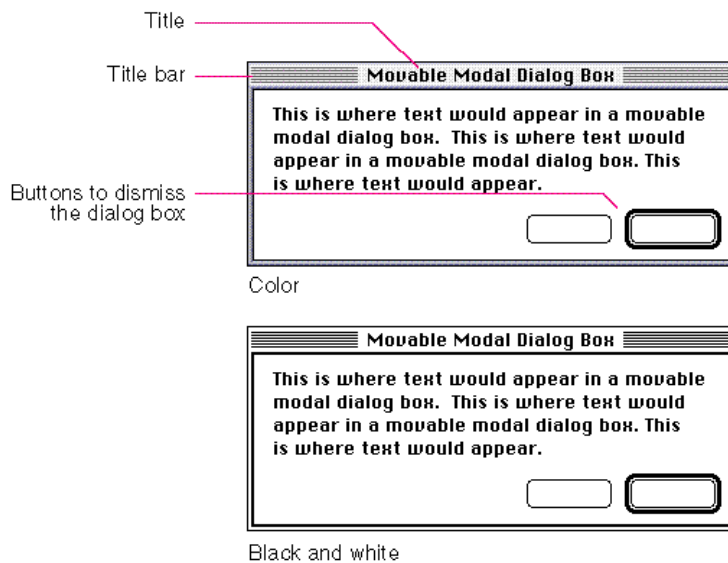 Title
Title bar
Movable Modal Dialog Box
This is where text would appear in a movable
modal dialog box.  This is where text would
appear in a movable modal dialog box. This
is where text would appear.
Buttons to dismiss
the dialog box
Color
Movable Modal Dialog Box
This is where text would appear in a movable
modal dialog box.  This is where text would
appear in a movable modal dialog box. This
is where text would appear.
Black and white